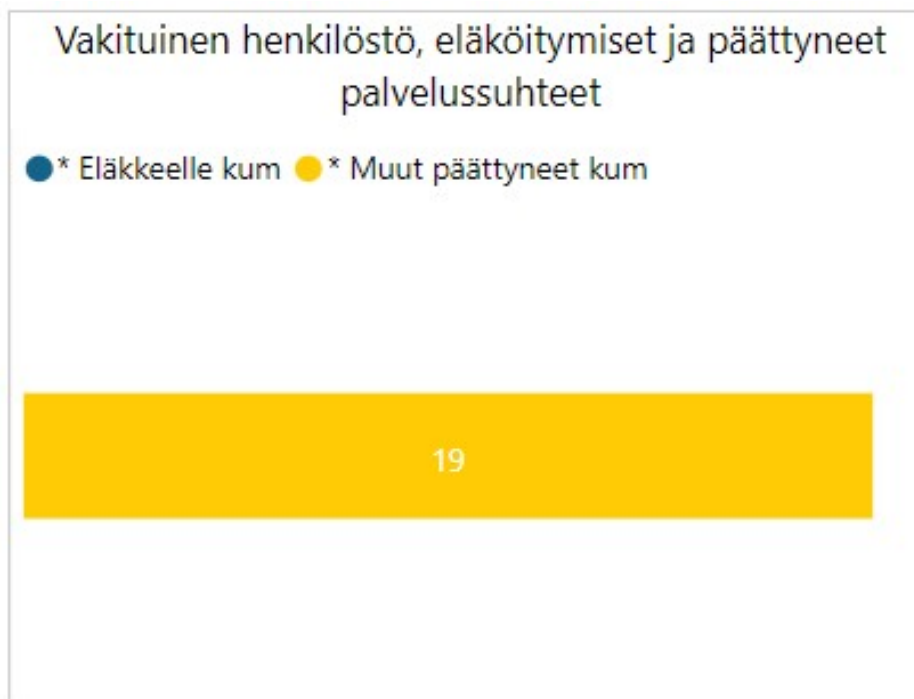 Vakituinen henkilöstö, eläköitymiset ja päättyneet
palvelussuhteet
* Eläkkeelle kum * Muut päättyneet kum
19